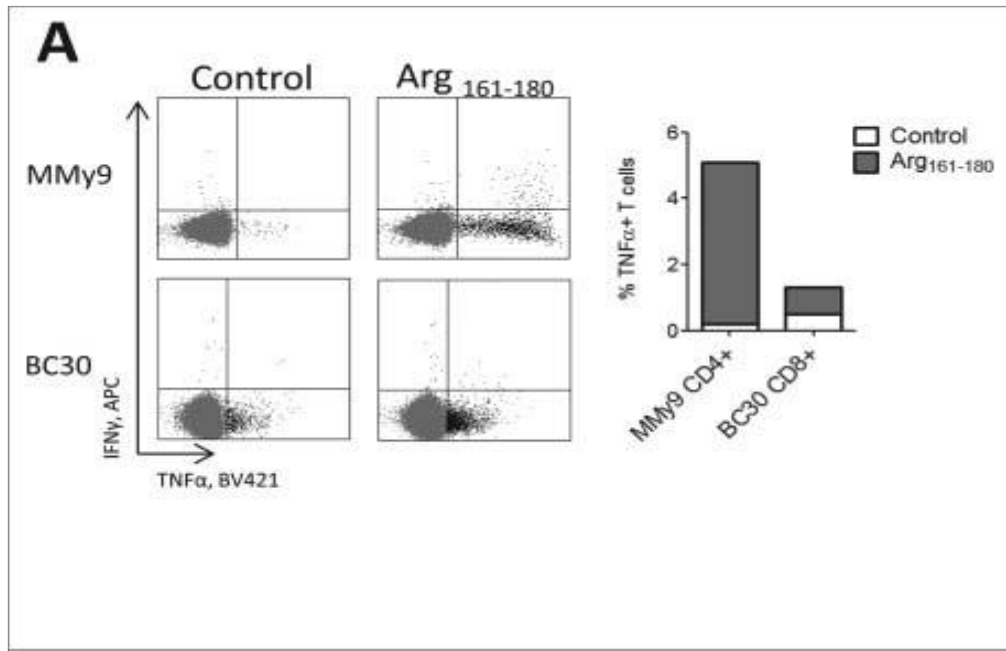 A
Control
Arg 161-180
MMy9
BC30
IFNγ, APC
TNFα, BV421
% TNFα+ T cells
6
4
2
0
MMy9 CD4+
BC30 CD8+
Control
Arg161-180